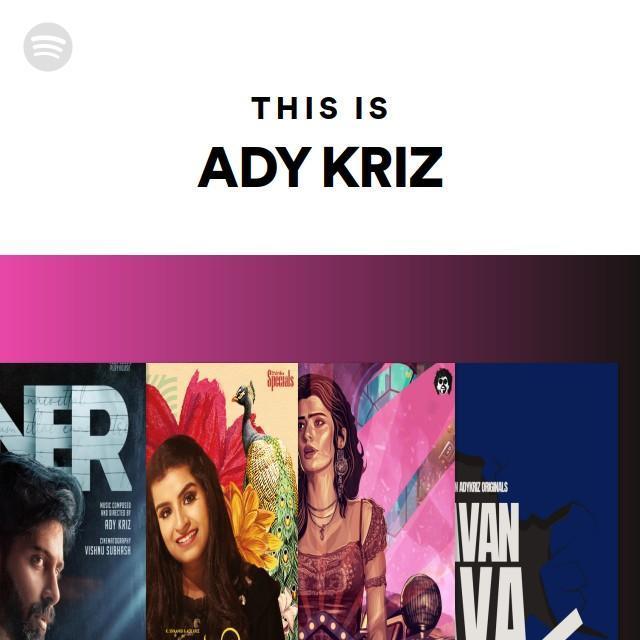 THIS IS
ADY KRIZ
NER
MUSIC COMPOSED
AND DIRECTED BY
ADY KRIZ
CINEMATOGRAPHY
VISHNU SUBHASH
Specials
N ADYKRIZ ORIGINALS
VAN
VA